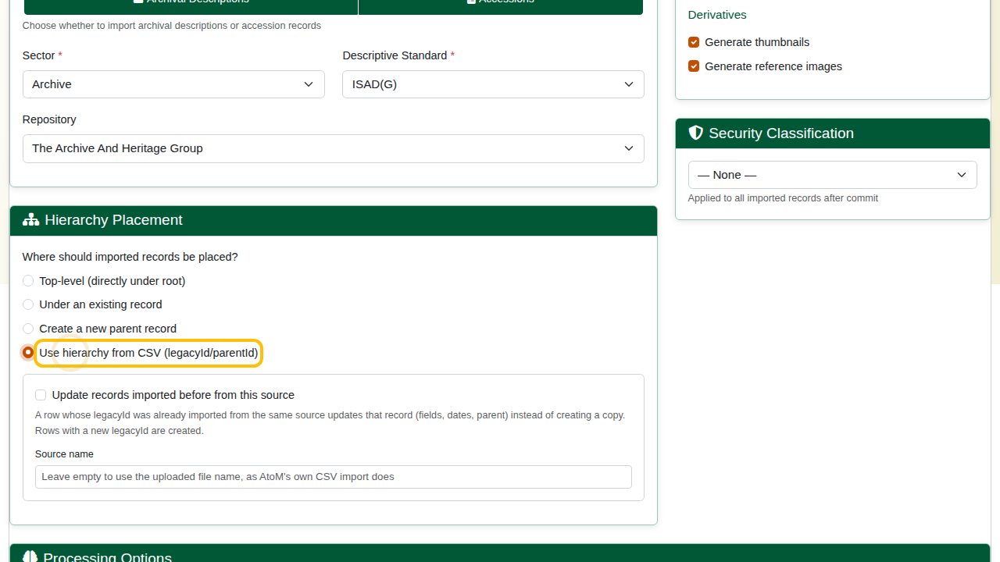 Archival Descriptions
Accessions
Choose whether to import archival descriptions or accession records
Sector *
Descriptive Standard *
Archive
ISAD(G)
Repository
The Archive And Heritage Group
Hierarchy Placement
Where should imported records be placed?
Top-level (directly under root)
Under an existing record
Create a new parent record
Use hierarchy from CSV (legacyId/parentId)
Update records imported before from this source
A row whose legacyId was already imported from the same source updates that record (fields, dates, parent) instead of creating a copy.
Rows with a new legacyId are created.
Source name
Leave empty to use the uploaded file name, as AtoM's own CSV import does
Processing Options
Derivatives
Generate thumbnails
Generate reference images
Security Classification
— None —
Applied to all imported records after commit